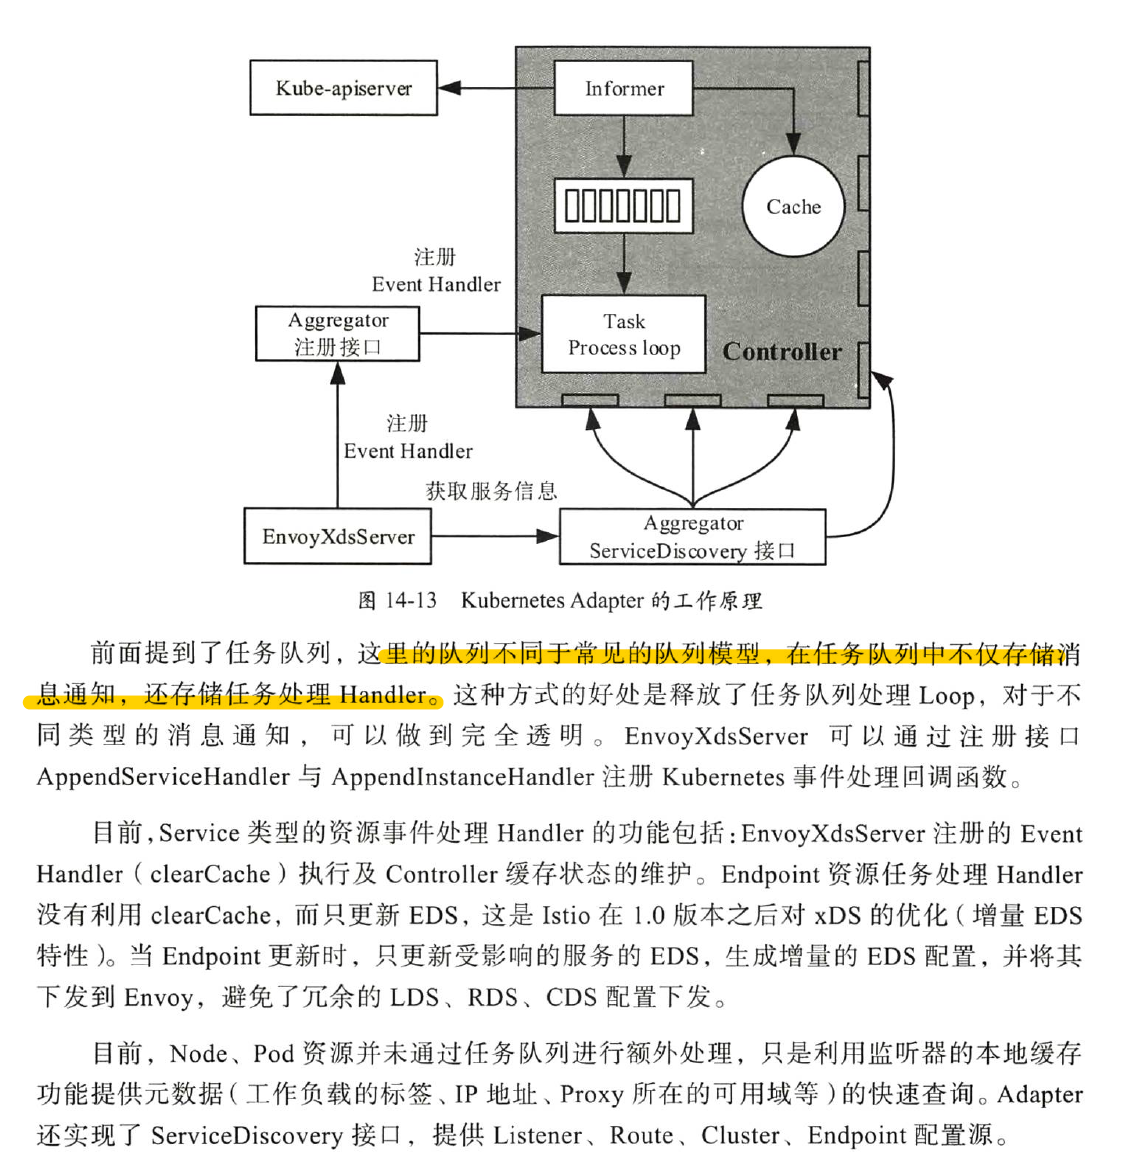 Kube-apiserver
Informer
Cache
注册
Event Handler
Aggregator
注册接口
Task
Process loop
Controller
注册
Event Handler
获取服务信息
EnvoyXdsServer
Aggregator
ServiceDiscovery 接口
图 14-13 Kubernetes Adapter 的工作原理
前面提到了任务队列，这里的队列不同于常见的队列模型，在任务队列中不仅存储消
息通知，还存储任务处理 Handler。这种方式的好处是释放了任务队列处理 Loop，对于不
同类型的消息通知，可以做到完全透明。EnvoyXdsServer 可以通过注册接口
AppendServiceHandler 与 AppendInstanceHandler 注册 Kubernetes 事件处理回调函数。
目前，Service 类型的资源事件处理 Handler 的功能包括：EnvoyXdsServer 注册的 Event
Handler（clearCache）执行及 Controller 缓存状态的维护。Endpoint 资源任务处理 Handler
没有利用 clearCache，而只更新 EDS，这是 Istio 在 1.0 版本之后对 xDS 的优化（增量 EDS
特性）。当 Endpoint 更新时，只更新受影响的服务的 EDS，生成增量的 EDS 配置，并将其
下发到 Envoy，避免了冗余的 LDS、RDS、CDS 配置下发。
目前，Node、Pod 资源并未通过任务队列进行额外处理，只是利用监听器的本地缓存
功能提供元数据（工作负载的标签、IP 地址、Proxy 所在的可用域等）的快速查询。Adapter
还实现了 ServiceDiscovery 接口，提供 Listener、Route、Cluster、Endpoint 配置源。